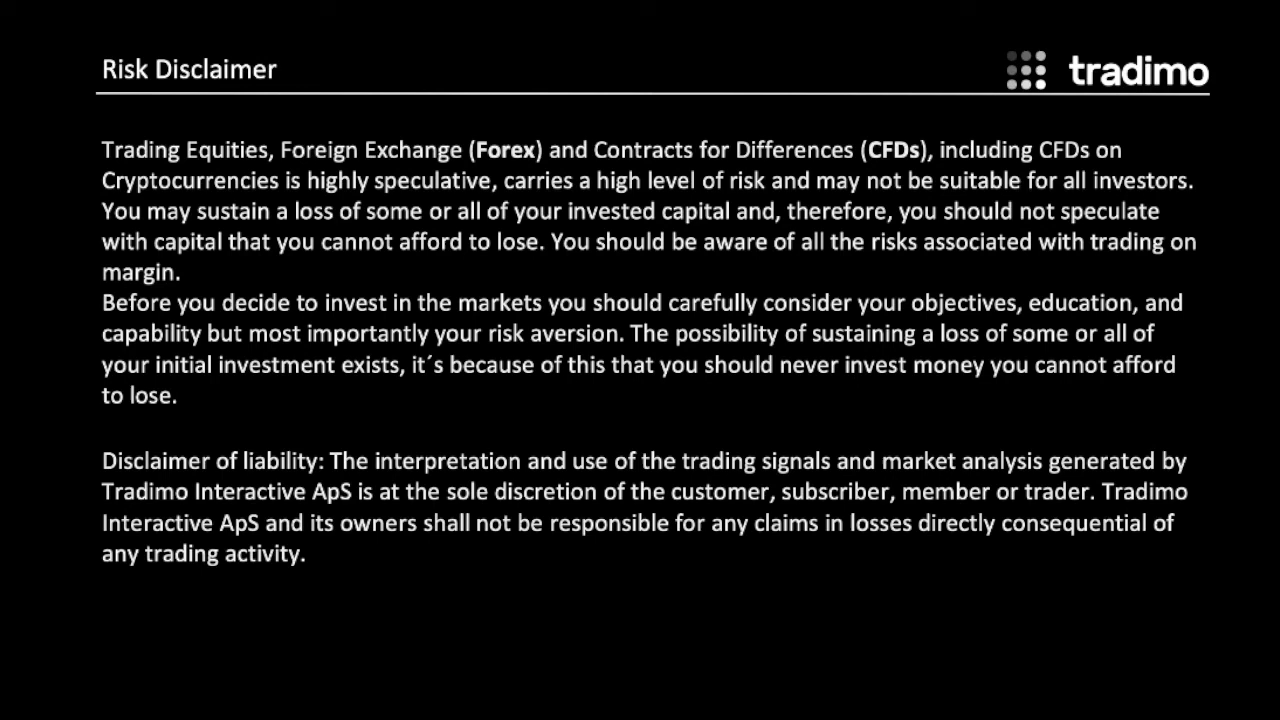 Risk Disclaimer
tradimo
Trading Equities, Foreign Exchange (Forex) and Contracts for Differences (CFDs), including CFDs on
Cryptocurrencies is highly speculative, carries a high level of risk and may not be suitable for all investors.
You may sustain a loss of some or all of your invested capital and, therefore, you should not speculate
with capital that you cannot afford to lose. You should be aware of all the risks associated with trading on
margin.
Before you decide to invest in the markets you should carefully consider your objectives, education, and
capability but most importantly your risk aversion. The possibility of sustaining a loss of some or all of
your initial investment exists, it´s because of this that you should never invest money you cannot afford
to lose.
Disclaimer of liability: The interpretation and use of the trading signals and market analysis generated by
Tradimo Interactive ApS is at the sole discretion of the customer, subscriber, member or trader. Tradimo
Interactive ApS and its owners shall not be responsible for any claims in losses directly consequential of
any trading activity.